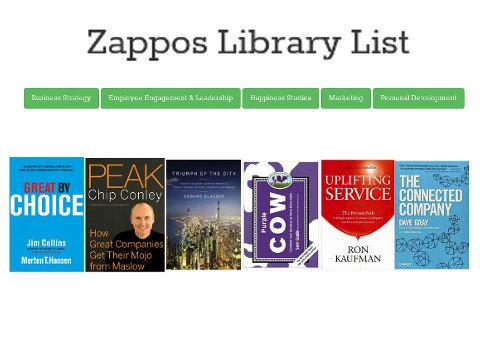 Zappos Library List
Business Strategy
Employee Engagement & Leadership
Happiness Studies
Marketing
Personal Development
GREAT BY
CHOICE
Jim Collins
Morten T. Hansen
PEAK
Chip Conley
How
Great Companies
Get Their Mojo
from Maslow
TRIUMPH OF THE CITY
EDWARD GLAESER
Purple
COW
Seth Godin
UPLIFTING
SERVICE
The Proven Path
RON
KAUFMAN
THE
CONNECTED
COMPANY
DAVE GRAY